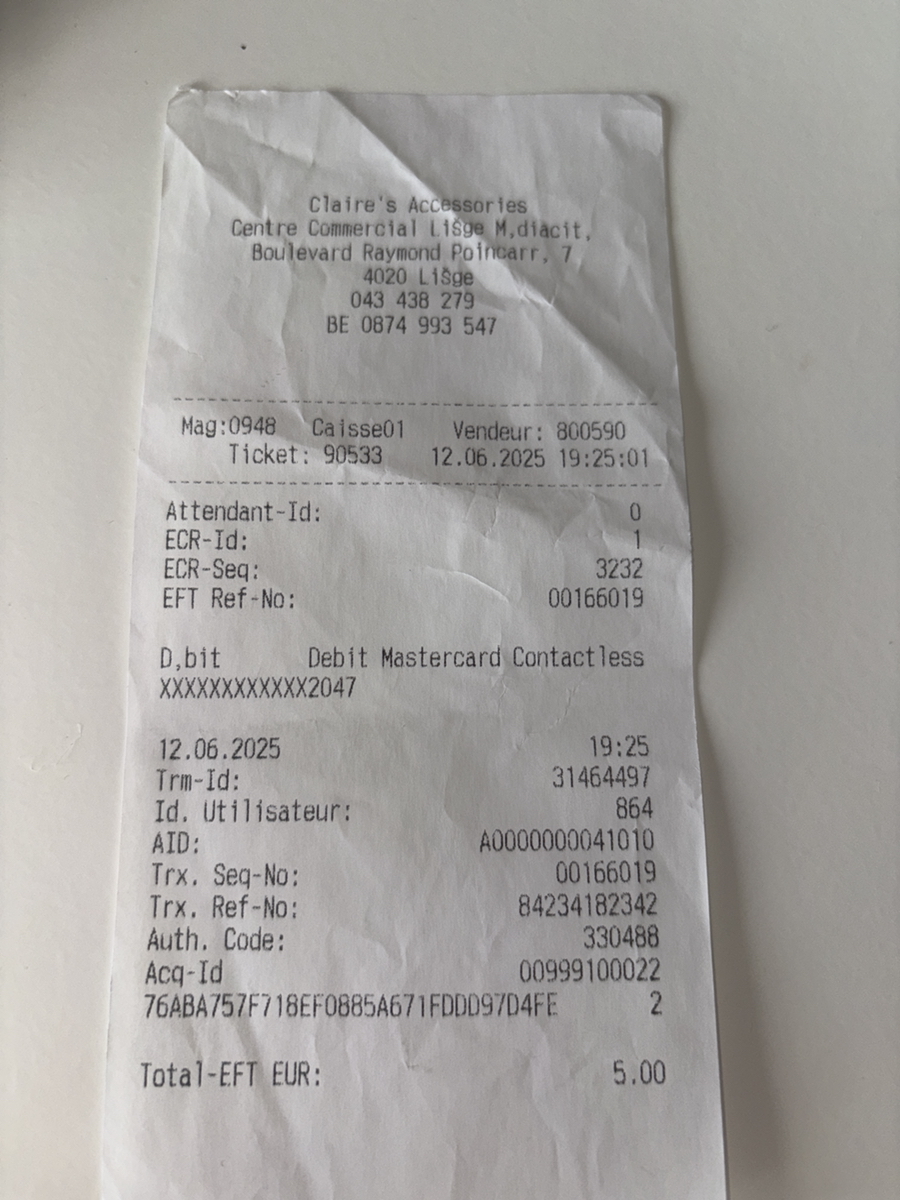 Claire's Accessories
Centre Commercial LiŠge M,diacit,
Boulevard Raymond Poincarr, 7
4020 LiŠge
043 438 279
BE 0874 993 547
Mag:0948 Caisse01 Vendeur: 800590
Ticket: 90533 12.06.2025 19:25:01
Attendant-Id: 0
ECR-Id: 1
ECR-Seq: 3232
EFT Ref-No: 00166019
D,bit Debit Mastercard Contactless
XXXXXXXXXXXX2047
12.06.2025 19:25
Trm-Id: 31464497
Id. Utilisateur: 864
AID: A0000000041010
Trx. Seq-No: 00166019
Trx. Ref-No: 84234182342
Auth. Code: 330488
Acq-Id 00999100022
76ABA757F718EF0885A671FDDD97D4FE 2
Total-EFT EUR: 5.00